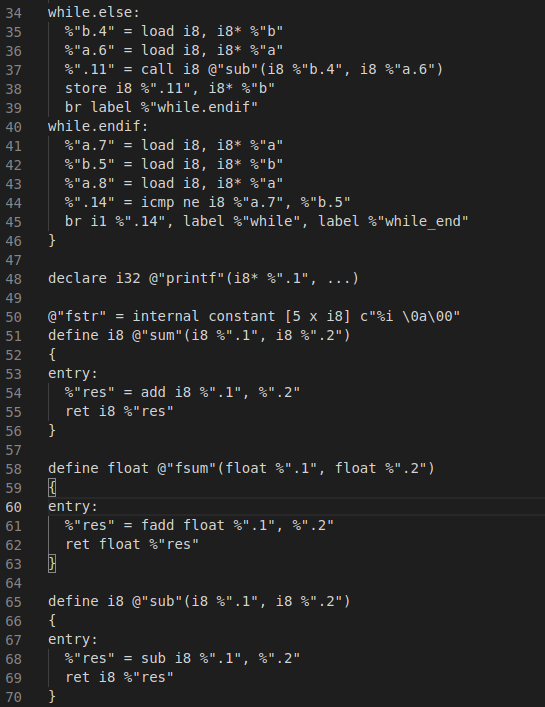 34 while.else:
35   %"b.4" = load i8, i8* %"b"
36   %"a.6" = load i8, i8* %"a"
37   %".11" = call i8 @"sub"(i8 %"b.4", i8 %"a.6")
38   store i8 %".11", i8* %"b"
39   br label %"while.endif"
40 while.endif:
41   %"a.7" = load i8, i8* %"a"
42   %"b.5" = load i8, i8* %"b"
43   %"a.8" = load i8, i8* %"a"
44   %".14" = icmp ne i8 %"a.7", %"b.5"
45   br i1 %".14", label %"while", label %"while_end"
46 }
47
48 declare i32 @"printf"(i8* %".1", ...)
49
50 @"fstr" = internal constant [5 x i8] c"%i \0a\00"
51 define i8 @"sum"(i8 %".1", i8 %".2")
52 {
53 entry:
54   %"res" = add i8 %".1", %".2"
55   ret i8 %"res"
56 }
57
58 define float @"fsum"(float %".1", float %".2")
59 {
60 entry:
61   %"res" = fadd float %".1", %".2"
62   ret float %"res"
63 }
64
65 define i8 @"sub"(i8 %".1", i8 %".2")
66 {
67 entry:
68   %"res" = sub i8 %".1", %".2"
69   ret i8 %"res"
70 }